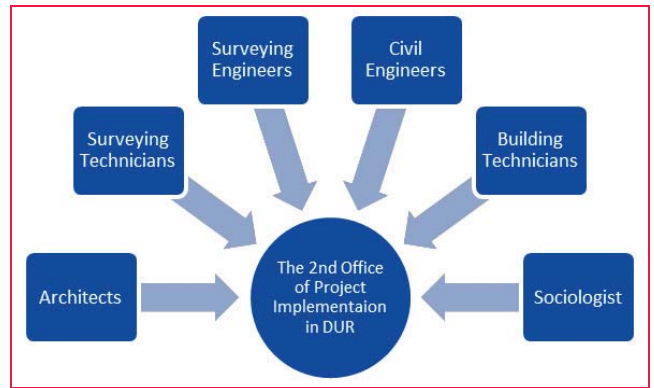 Surveying
Engineers
Civil
Engineers
Surveying
Technicians
Building
Technicians
Architects
The 2nd Office
of Project
Implementaion
in DUR
Sociologist